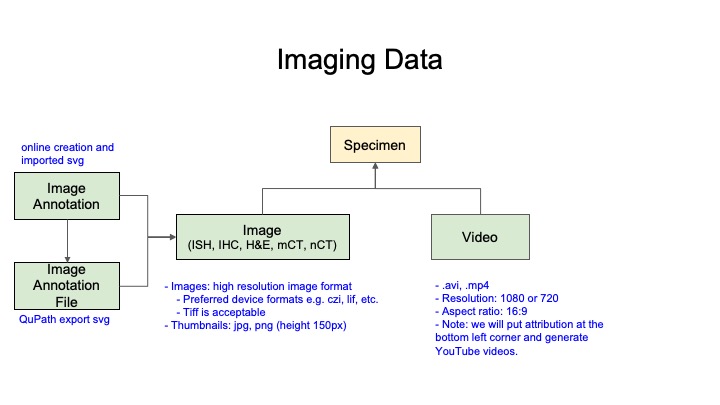 Imaging Data
Specimen
online creation and
imported svg
Image
Annotation
Image
Annotation
File
QuPath export svg
Image
(ISH, IHC, H&E, mCT, nCT)
Video
- Images: high resolution image format
- Preferred device formats e.g. czi, lif, etc.
- Tiff is acceptable
- Thumbnails: jpg, png (height 150px)
- .avi, .mp4
- Resolution: 1080 or 720
- Aspect ratio: 16:9
- Note: we will put attribution at the
bottom left corner and generate
YouTube videos.